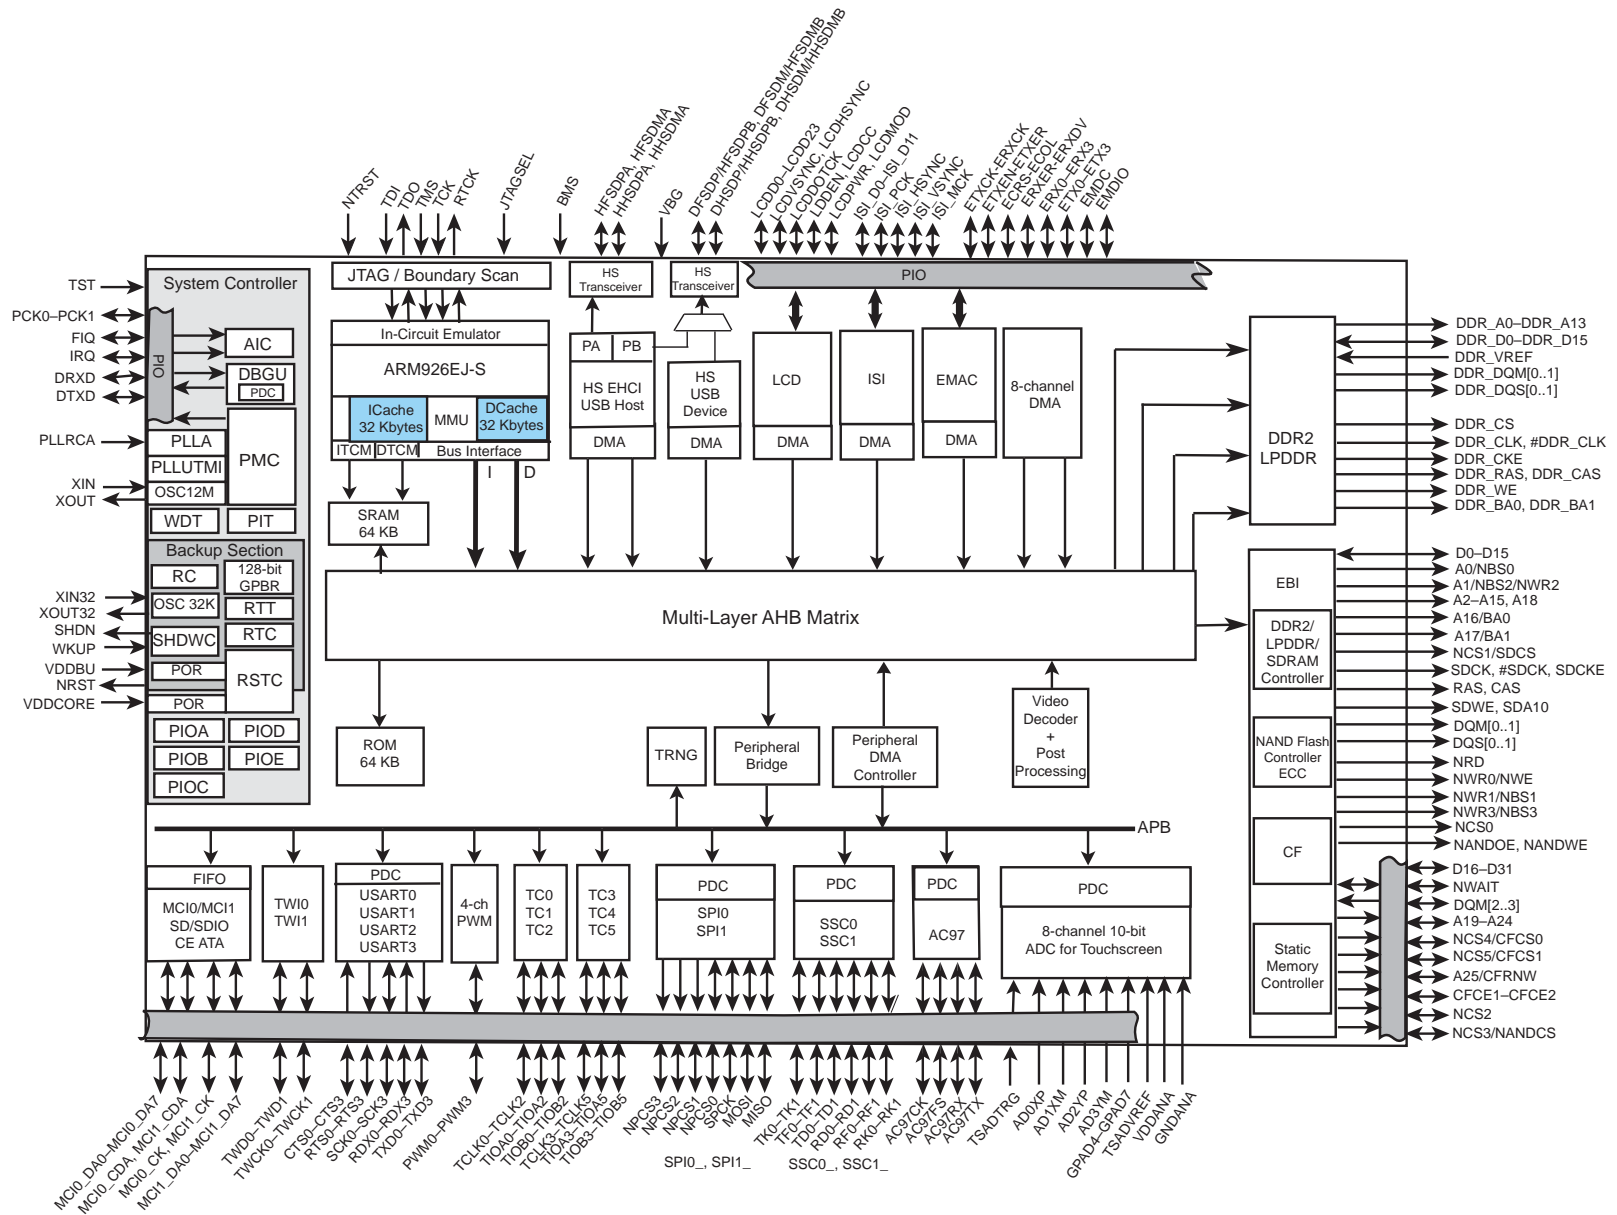 NTRST
TDI
TDO
TMS
TCK
RTCK
JTAGSEL
BMS
HFSDPA, HFSDMA
HHSDPA, HHSDMA
VBG
DFSDP/HFSDPB, DFSDM/HFSDMB
DHSDP/HHSDPB, DHSDM/HHSDMB
LCDD0–LCDD23
LCDVSYNC, LCDHSYNC
LCDDOTCK
LDDEN, LCDCC
LCDPWR, LCDMOD
ISI_D0–ISI_D11
ISI_PCK
ISI_HSYNC
ISI_VSYNC
ISI_MCK
ETXCK-ERXCK
ETXEN-ETXER
ECRS-ECOL
ERXER-ERXDV
ERX0–ERX3
ETX0–ETX3
EMDC
EMDIO
TST
PCK0–PCK1
FIQ
IRQ
DRXD
DTXD
PLLRCA
XIN
XOUT
XIN32
XOUT32
SHDN
WKUP
VDDBU
NRST
VDDCORE
System Controller
PIO
AIC
DBGU
PDC
PLLA
PLLUTMI
OSC12M
PMC
WDT
PIT
Backup Section
RC
128-bit
GPBR
OSC 32K
RTT
SHDWC
RTC
POR
RSTC
POR
PIOA
PIOD
PIOB
PIOE
PIOC
JTAG / Boundary Scan
In-Circuit Emulator
ARM926EJ-S
ICache
32 Kbytes
MMU
DCache
32 Kbytes
ITCM
DTCM
Bus Interface
I
D
SRAM
64 KB
HS
Transceiver
HS
Transceiver
PA
PB
HS EHCI
USB Host
DMA
HS
USB
Device
DMA
PIO
LCD
DMA
ISI
DMA
EMAC
DMA
8-channel
DMA
Multi-Layer AHB Matrix
ROM
64 KB
TRNG
Peripheral
Bridge
Peripheral
DMA
Controller
Video
Decoder
+
Post
Processing
APB
DDR2
LPDDR
EBI
DDR2/
LPDDR/
SDRAM
Controller
NAND Flash
Controller
ECC
CF
Static
Memory
Controller
DDR_A0–DDR_A13
DDR_D0–DDR_D15
DDR_VREF
DDR_DQM[0..1]
DDR_DQS[0..1]
DDR_CS
DDR_CLK, #DDR_CLK
DDR_CKE
DDR_RAS, DDR_CAS
DDR_WE
DDR_BA0, DDR_BA1
D0–D15
A0/NBS0
A1/NBS2/NWR2
A2–A15, A18
A16/BA0
A17/BA1
NCS1/SDCS
SDCK, #SDCK, SDCKE
RAS, CAS
SDWE, SDA10
DQM[0..1]
DQS[0..1]
NRD
NWR0/NWE
NWR1/NBS1
NWR3/NBS3
NCS0
NANDOE, NANDWE
D16–D31
NWAIT
DQM[2..3]
A19–A24
NCS4/CFCS0
NCS5/CFCS1
A25/CFRNW
CFCE1–CFCE2
NCS2
NCS3/NANDCS
FIFO
MCI0/MCI1
SD/SDIO
CE ATA
TWI0
TWI1
PDC
USART0
USART1
USART2
USART3
4-ch
PWM
TC0
TC1
TC2
TC3
TC4
TC5
PDC
SPI0
SPI1
PDC
SSC0
SSC1
PDC
AC97
PDC
8-channel 10-bit
ADC for Touchscreen
MCI0_DA0–MCI0_DA7
MCI0_CDA, MCI1_CDA
MCI0_CK, MCI1_CK
MCI1_DA0–MCI1_DA7
TWD0–TWD1
TWCK0–TWCK1
CTS0–CTS3
RTS0–RTS3
SCK0–SCK3
RDX0–RDX3
TXD0–TXD3
PWM0–PWM3
TCLK0–TCLK2
TIOA0–TIOA2
TIOB0–TIOB2
TCLK3–TCLK5
TIOA3–TIOA5
TIOB3–TIOB5
NPCS3
NPCS2
NPCS1
NPCS0
SPCK
MOSI
MISO
SPI0_, SPI1_
TK0–TK1
TF0–TF1
TD0–TD1
RD0–RD1
RF0–RF1
RK0–RK1
SSC0_, SSC1_
AC97CK
AC97FS
AC97RX
AC97TX
TSADTRG
AD0XP
AD1XM
AD2YP
AD3YM
GPAD4–GPAD7
TSADVREF
VDDANA
GNDANA